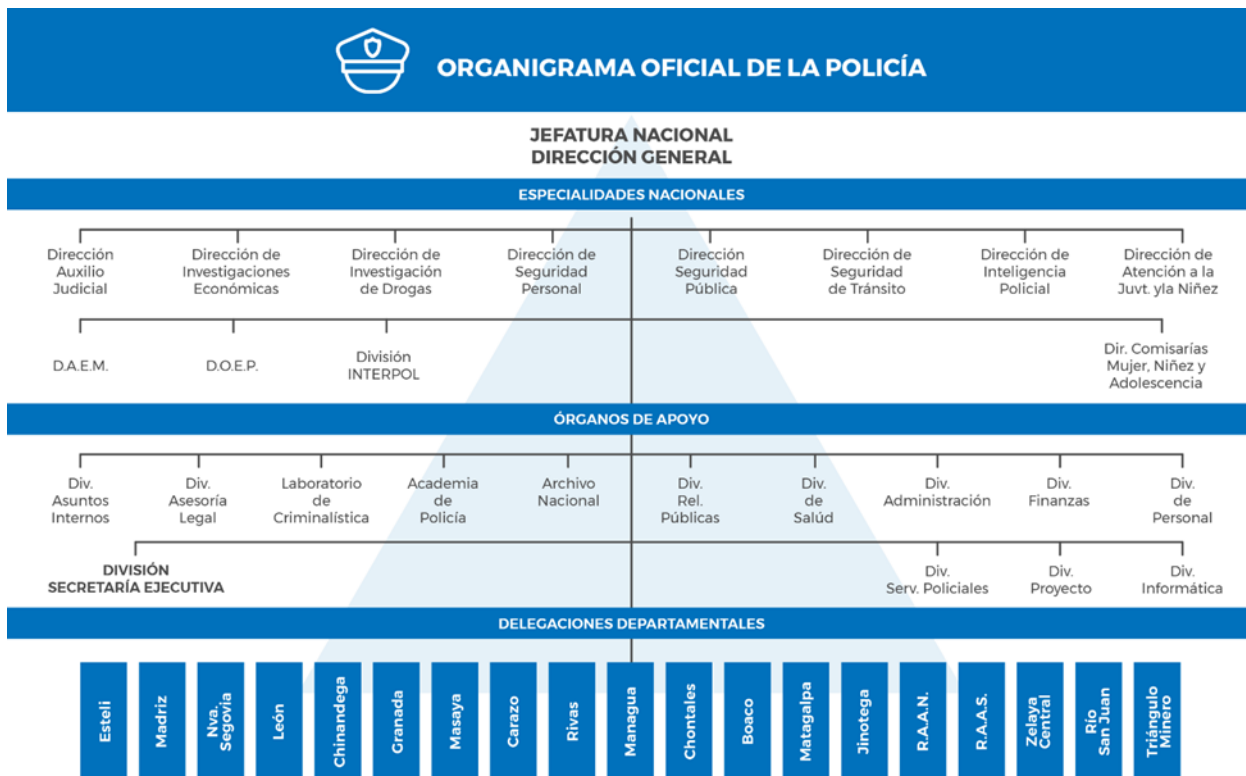 ORGANIGRAMA OFICIAL DE LA POLICÍA
JEFATURA NACIONAL
DIRECCIÓN GENERAL
ESPECIALIDADES NACIONALES
Dirección
Auxilio
Judicial
Dirección de
Investigaciones
Económicas
Dirección de
Investigación
de Drogas
Dirección de
Seguridad
Personal
Dirección
Seguridad
Pública
Dirección de
Seguridad
de Tránsito
Dirección de
Inteligencia
Policial
Dirección de
Atención a la
Juvt. yla Niñez
D.A.E.M.
D.O.E.P.
División
INTERPOL
Dir. Comisarías
Mujer, Niñez y
Adolescencia
ÓRGANOS DE APOYO
Div.
Asuntos
Internos
Div.
Asesoría
Legal
Laboratorio
de
Criminalística
Academia
de
Policía
Archivo
Nacional
Div.
Rel.
Públicas
Div.
de
Salúd
Div.
Administración
Div.
Finanzas
Div.
de
Personal
DIVISIÓN
SECRETARÍA EJECUTIVA
Div.
Serv. Policiales
Div.
Proyecto
Div.
Informática
DELEGACIONES DEPARTAMENTALES
Esteli
Madriz
Nva.
Segovia
León
Chinandega
Granada
Masaya
Carazo
Rivas
Managua
Chontales
Boaco
Matagalpa
Jinotega
R.A.A.N.
R.A.A.S.
Zelaya
Central
Río
San Juan
Triángulo
Minero